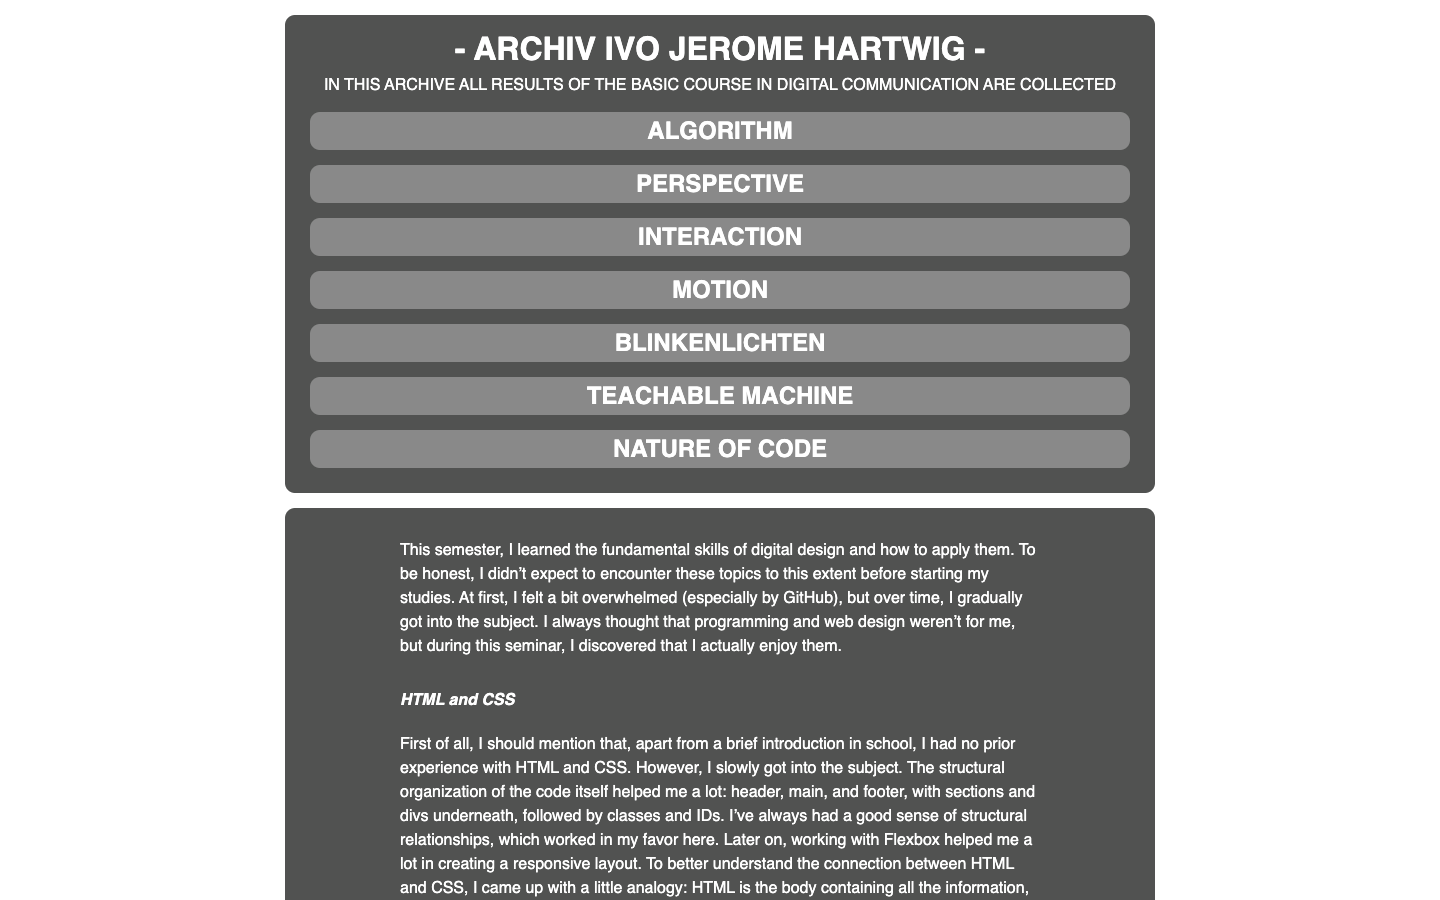 - ARCHIV IVO JEROME HARTWIG -
IN THIS ARCHIVE ALL RESULTS OF THE BASIC COURSE IN DIGITAL COMMUNICATION ARE COLLECTED
ALGORITHM
PERSPECTIVE
INTERACTION
MOTION
BLINKENLICHTEN
TEACHABLE MACHINE
NATURE OF CODE
This semester, I learned the fundamental skills of digital design and how to apply them. To
be honest, I didn’t expect to encounter these topics to this extent before starting my
studies. At first, I felt a bit overwhelmed (especially by GitHub), but over time, I gradually
got into the subject. I always thought that programming and web design weren’t for me,
but during this seminar, I discovered that I actually enjoy them.
HTML and CSS
First of all, I should mention that, apart from a brief introduction in school, I had no prior
experience with HTML and CSS. However, I slowly got into the subject. The structural
organization of the code itself helped me a lot: header, main, and footer, with sections and
divs underneath, followed by classes and IDs. I’ve always had a good sense of structural
relationships, which worked in my favor here. Later on, working with Flexbox helped me a
lot in creating a responsive layout. To better understand the connection between HTML
and CSS, I came up with a little analogy: HTML is the body containing all the information,